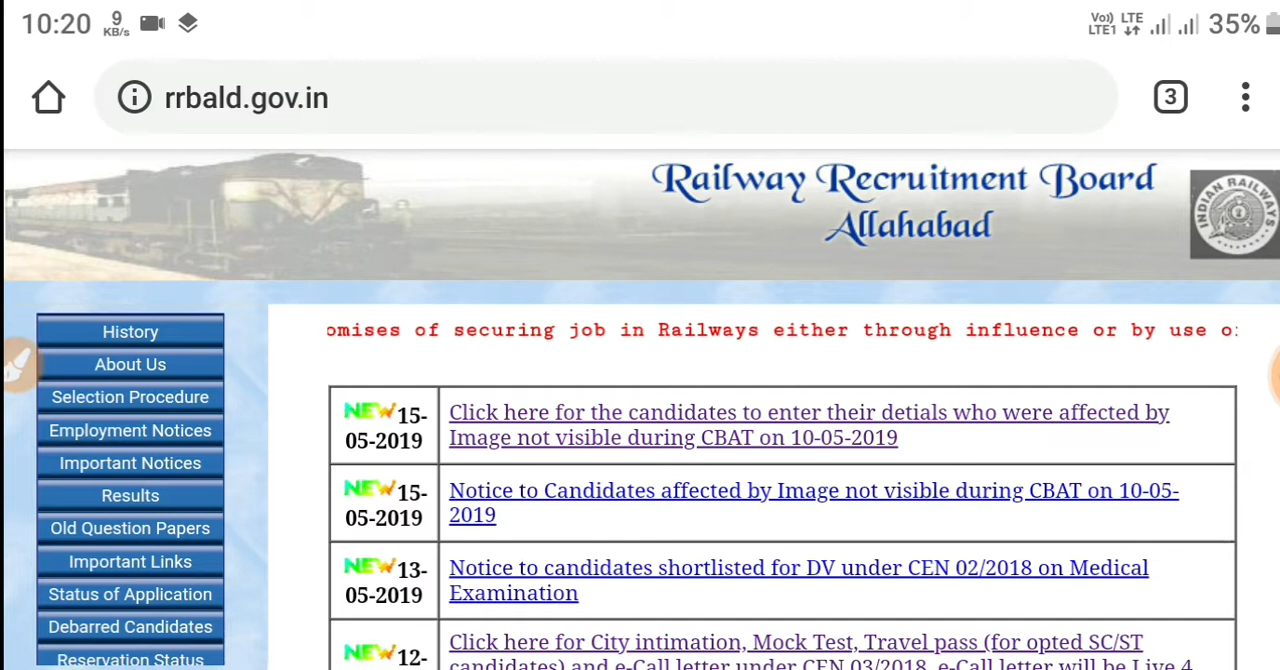 10:20 9 KB/s Vo)) LTE LTE1 35%
rrbald.gov.in 3
Railway Recruitment Board
Allahabad
INDIAN RAILWAYS
omises of securing job in Railways either through influence or by use o
History
About Us
Selection Procedure
Employment Notices
Important Notices
Results
Old Question Papers
Important Links
Status of Application
Debarred Candidates
Reservation Status
NEW 15-
05-2019
Click here for the candidates to enter their detials who were affected by
Image not visible during CBAT on 10-05-2019
NEW 15-
05-2019
Notice to Candidates affected by Image not visible during CBAT on 10-05-
2019
NEW 13-
05-2019
Notice to candidates shortlisted for DV under CEN 02/2018 on Medical
Examination
NEW 12-
Click here for City intimation, Mock Test, Travel pass (for opted SC/ST
candidates) and e-Call letter under CEN 03/2018. e-Call letter will be Live 4